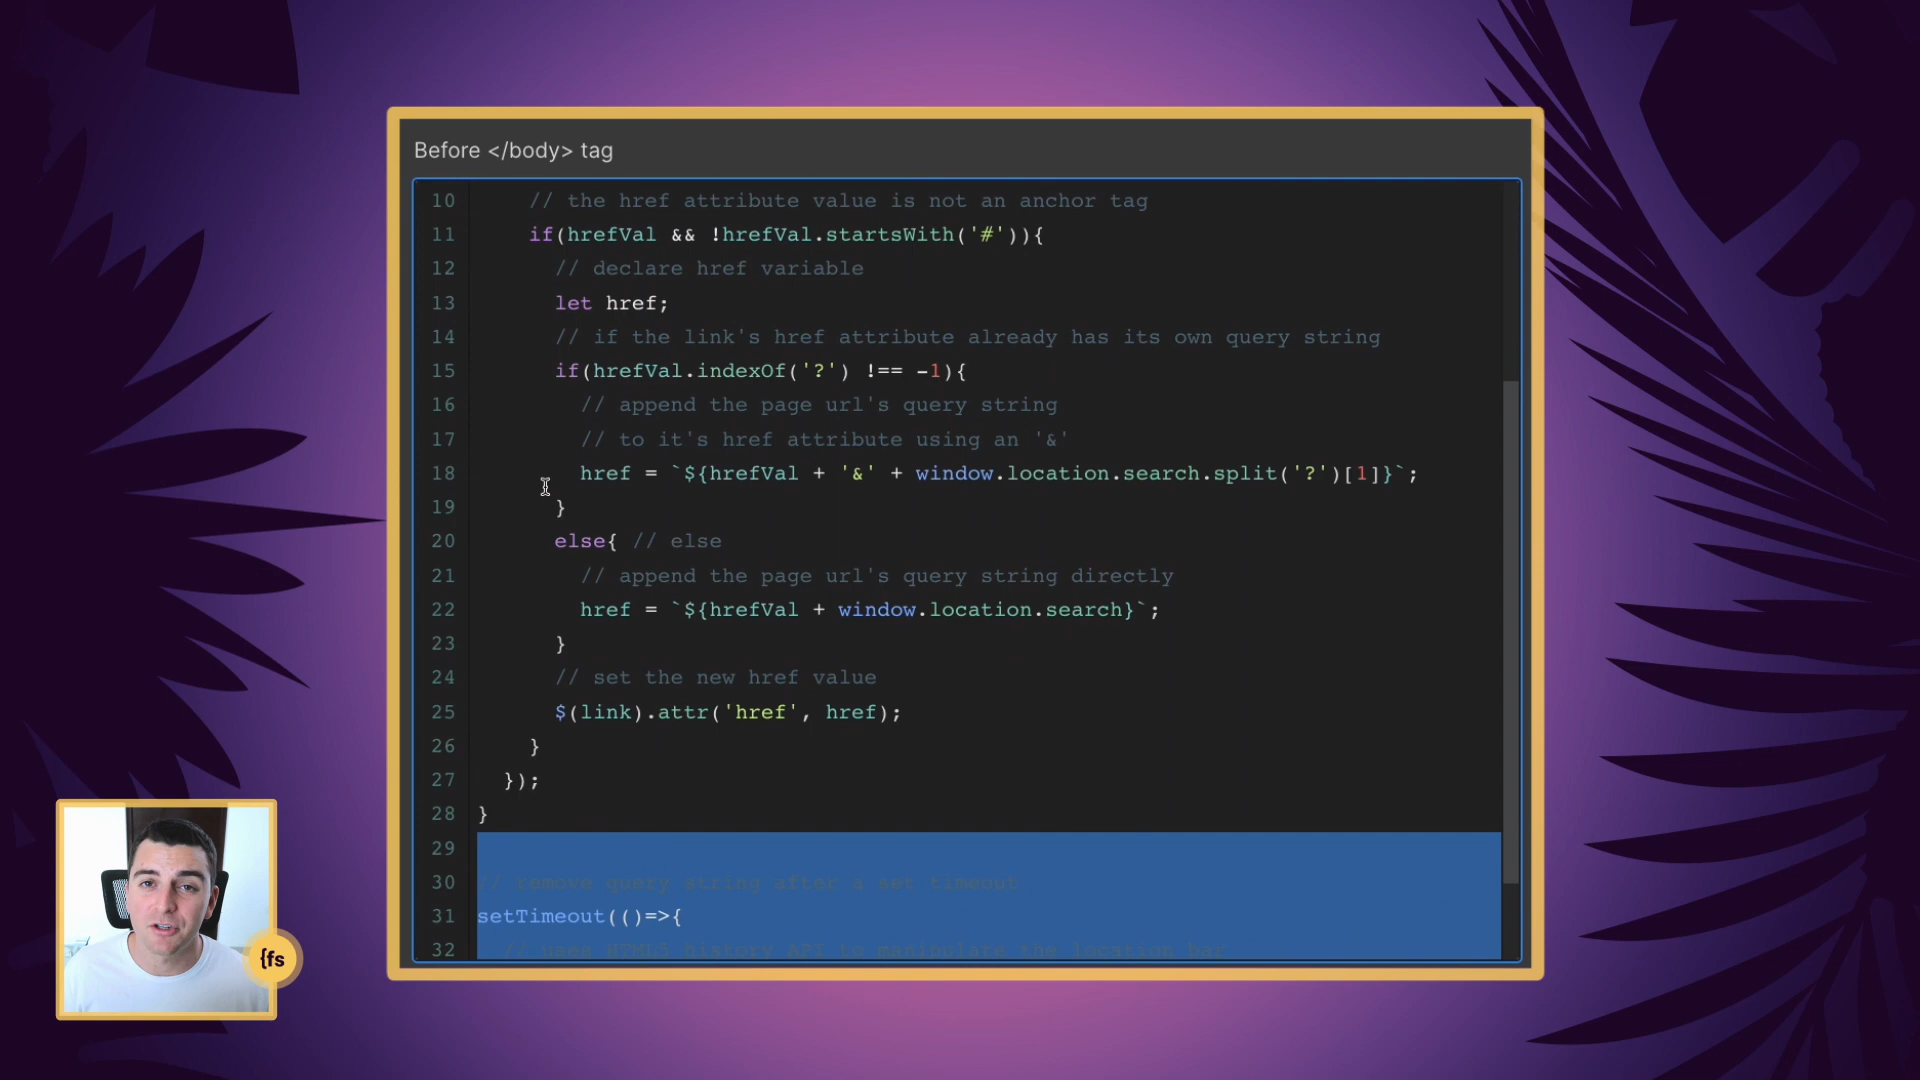 Before </body> tag
10 // the href attribute value is not an anchor tag
11 if(hrefVal && !hrefVal.startsWith('#')){
12 // declare href variable
13 let href;
14 // if the link's href attribute already has its own query string
15 if(hrefVal.indexOf('?') !== -1){
16 // append the page url's query string
17 // to it's href attribute using an '&'
18 href = `${hrefVal + '&' + window.location.search.split('?')[1]}`;
19 }
20 else{ // else
21 // append the page url's query string directly
22 href = `${hrefVal + window.location.search}`;
23 }
24 // set the new href value
25 $(link).attr('href', href);
26 }
27 });
28 }
29
30 // remove query string after a set timeout
31 setTimeout(()=>{
32 // uses HTML5 history API to manipulate the location bar
{fs